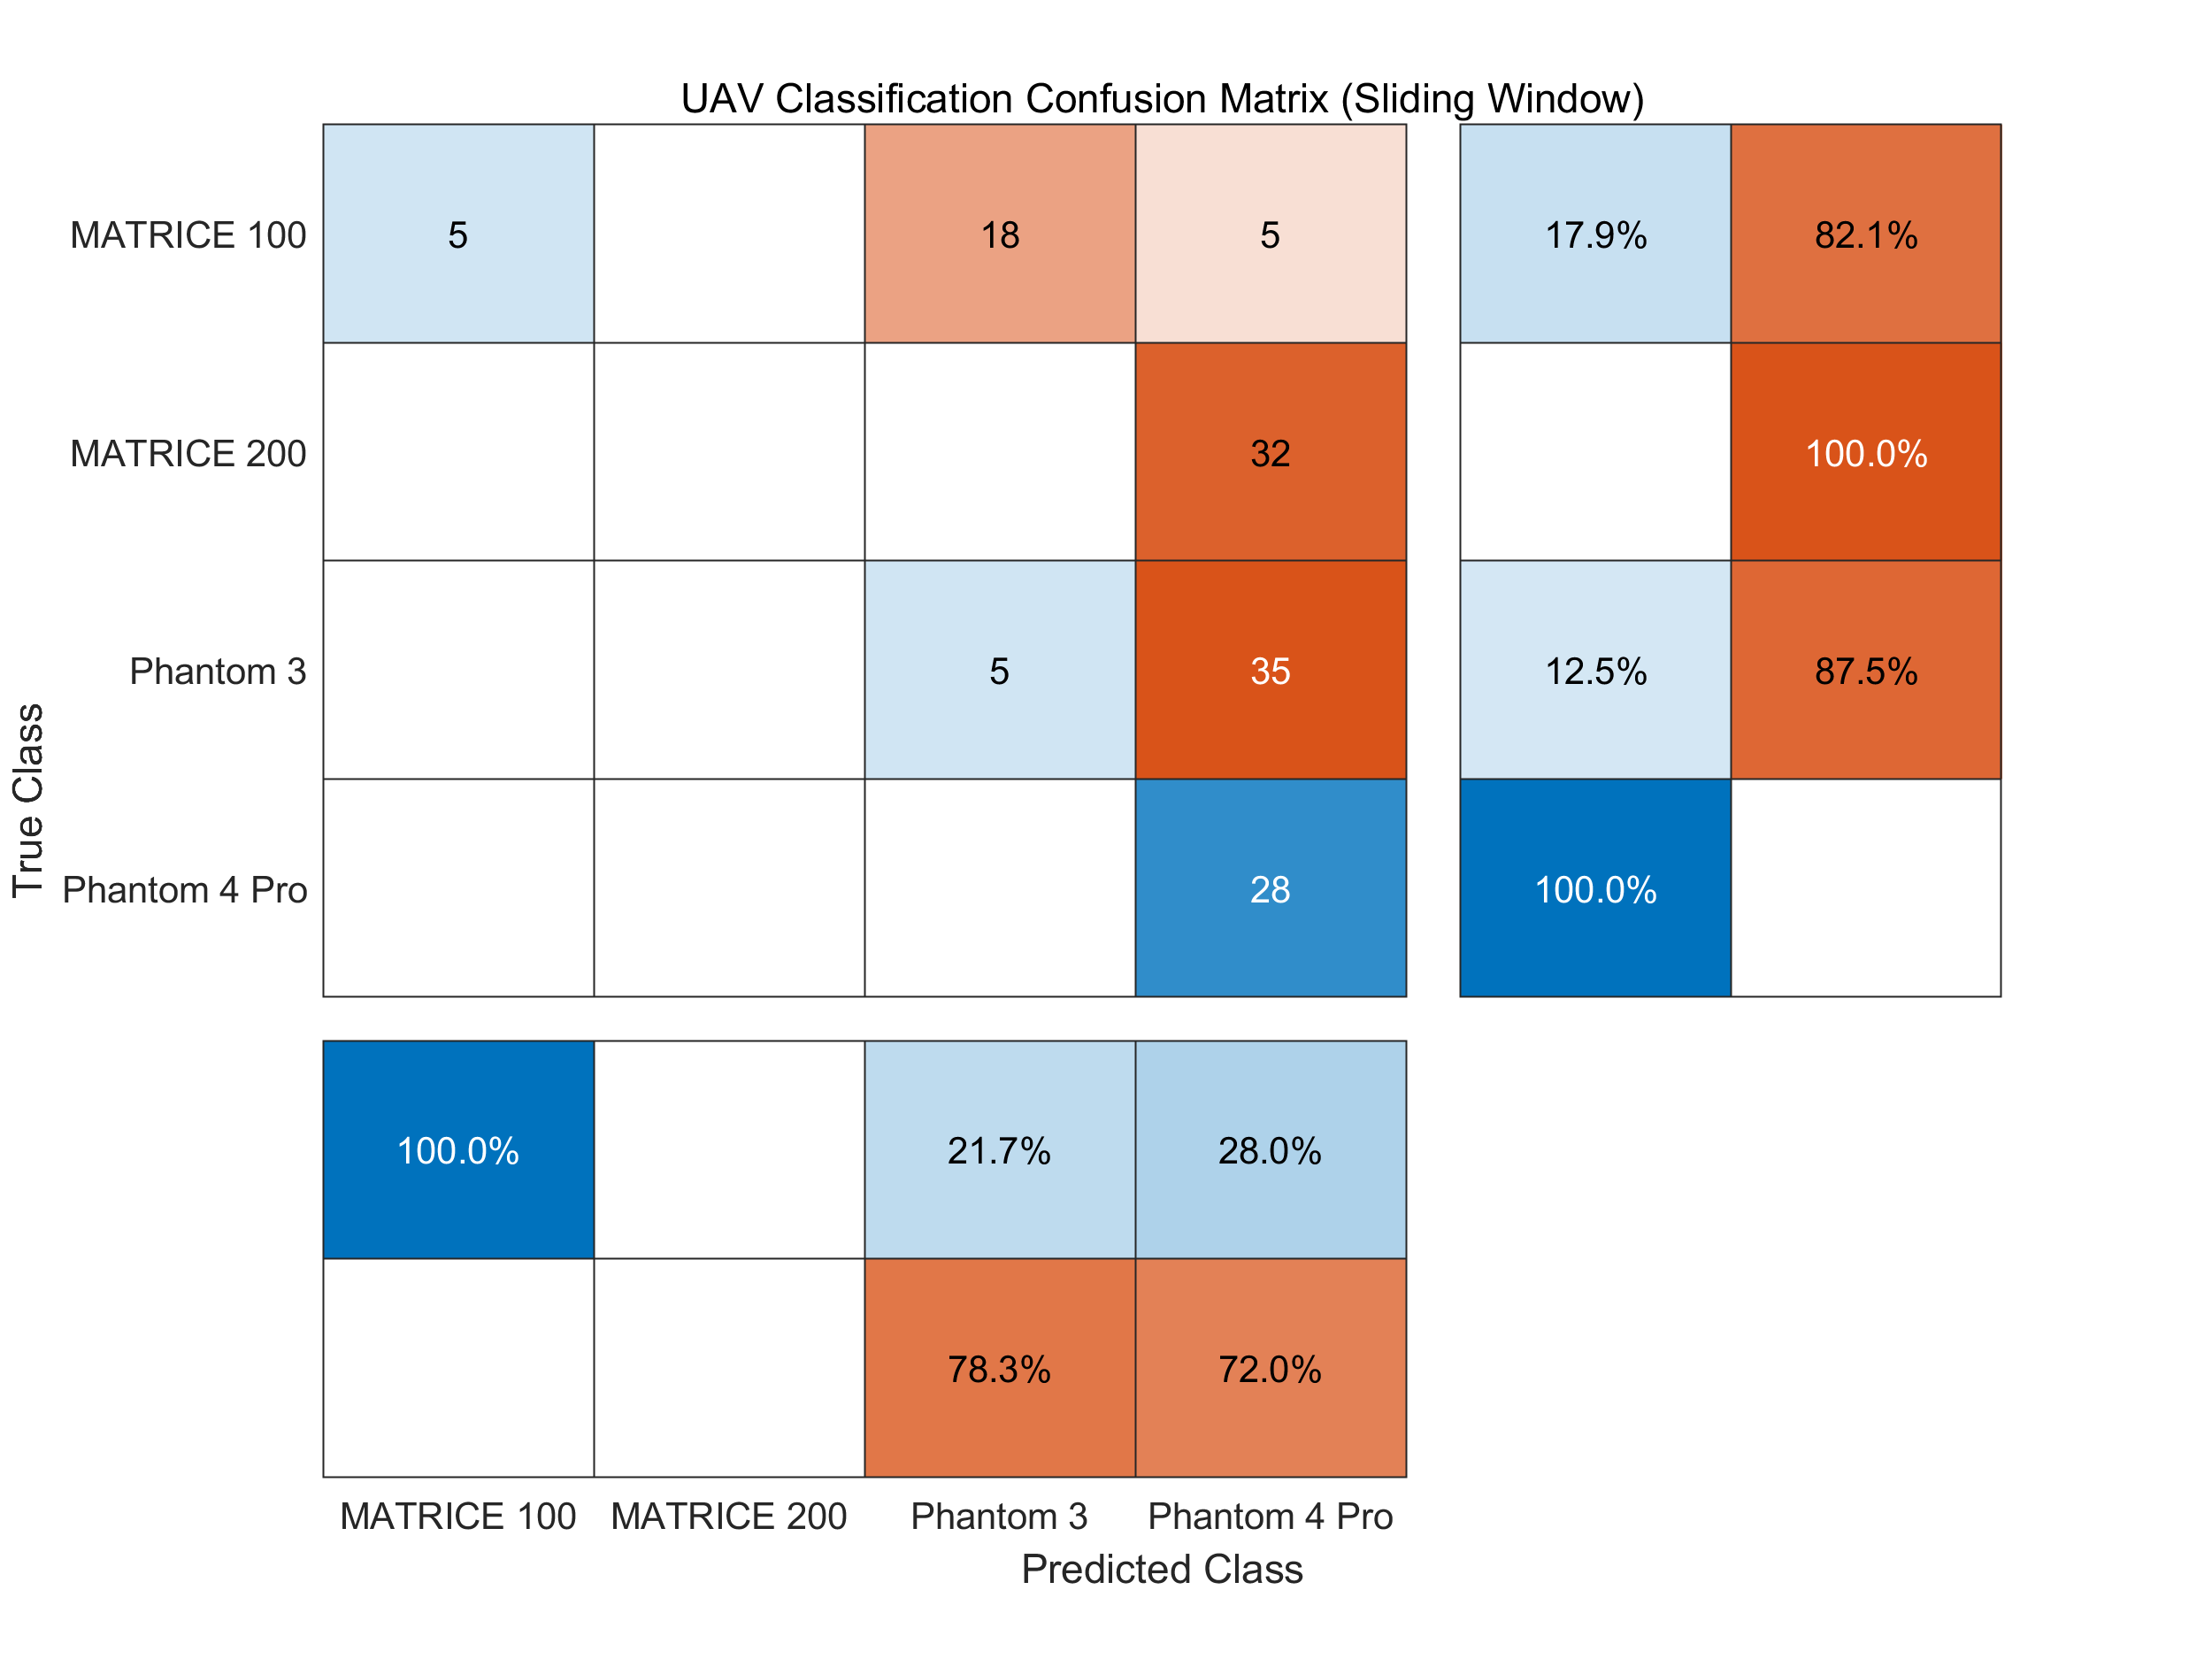 UAV Classification Confusion Matrix (Sliding Window)
MATRICE 100 5 18 5 17.9% 82.1%
MATRICE 200 32 100.0%
Phantom 3 5 35 12.5% 87.5%
Phantom 4 Pro 28 100.0%
True Class
100.0% 21.7% 28.0%
78.3% 72.0%
MATRICE 100 MATRICE 200 Phantom 3 Phantom 4 Pro
Predicted Class